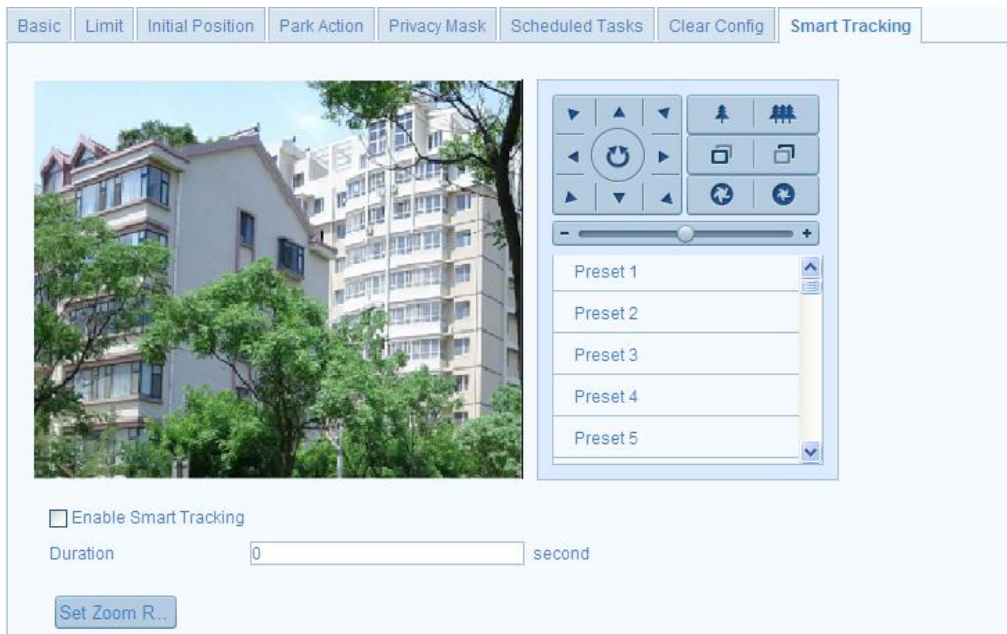 Basic Limit Initial Position Park Action Privacy Mask Scheduled Tasks Clear Config Smart Tracking
Preset 1
Preset 2
Preset 3
Preset 4
Preset 5
Enable Smart Tracking
Duration 0 second
Set Zoom R..